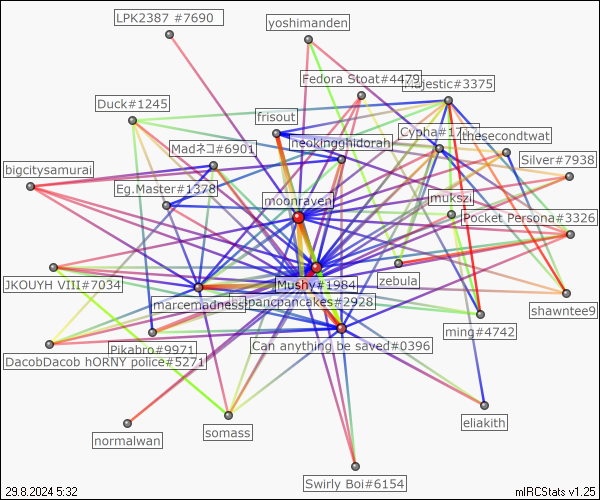 LPK2387 #7690
yoshimanden
Fedora Stoat#4479
Majestic#3375
Duck#1245
frisout
Cypha#17
thesecondtwat
Madネコ#6901
neokingghidorah
Silver#7938
bigcitysamurai
Eg.Master#1378
moonraven
mukszi
Pocket Persona#3326
JKOUYH VIII#7034
Mushy#1984
zebula
marcemadness
pancpancakes#2928
shawntee9
ming#4742
Pikabro#9971
Can anything be saved#0396
DacobDacob hORNY police#5271
eliakith
normalwan
somass
Swirly Boi#6154
29.8.2024 5:32
mIRCStats v1.25